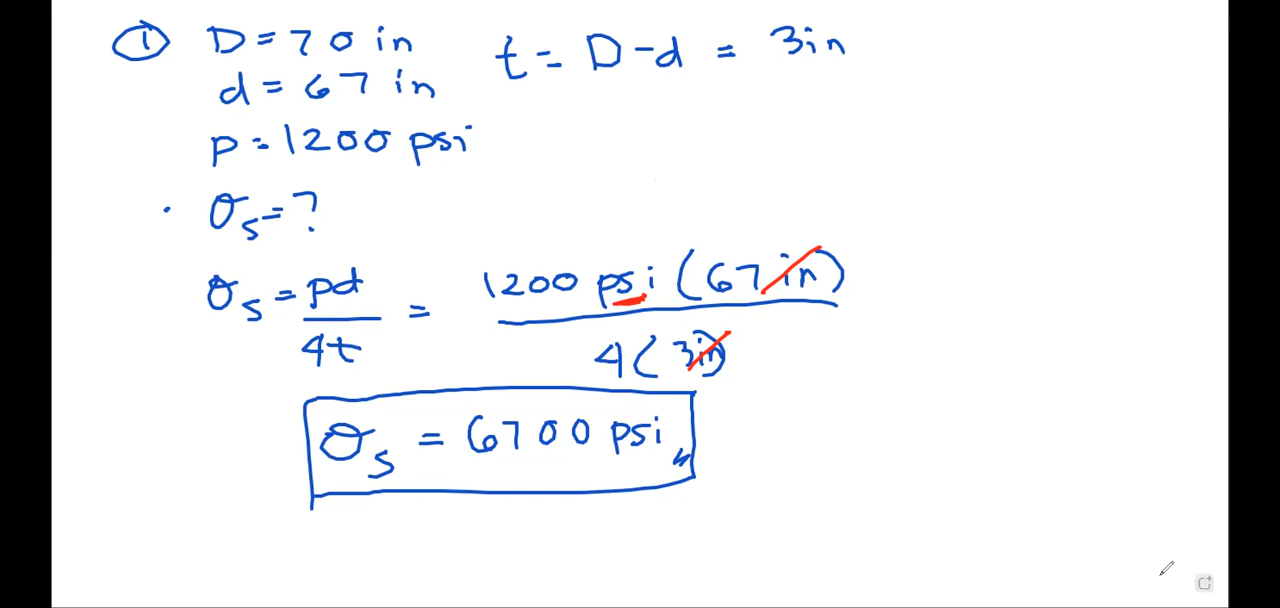 ① D = 70 in t = D - d = 3in
d = 67 in
p = 1200 psi
σs = ?
σs = pd/4t = 1200 psi (67 in)/4(3in)
σs = 6700 psi